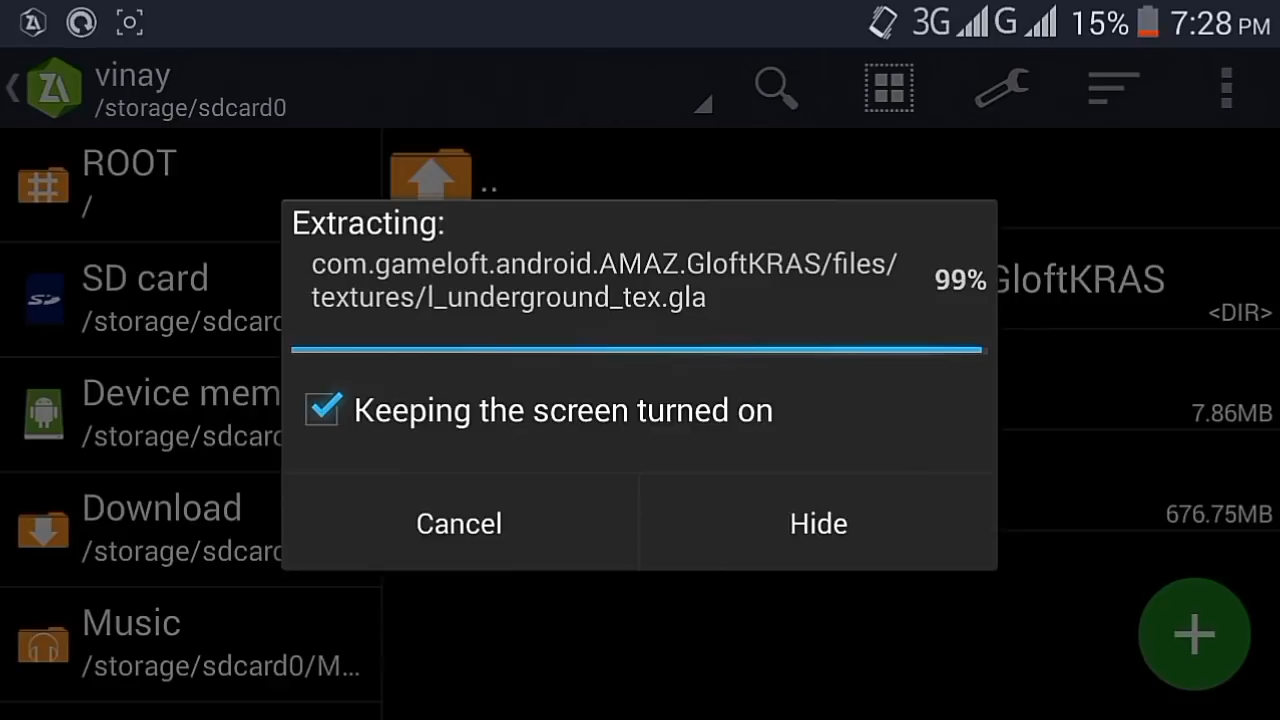 3G G 15% 7:28 PM
vinay
/storage/sdcard0
ROOT
/
..
SD card
/storage/sdcard
GloftKRAS
<DIR>
Device mem
/storage/sdcard
7.86MB
Download
/storage/sdcard
676.75MB
Music
/storage/sdcard0/M...
Extracting:
com.gameloft.android.AMAZ.GloftKRAS/files/
textures/l_underground_tex.gla
99%
Keeping the screen turned on
Cancel
Hide